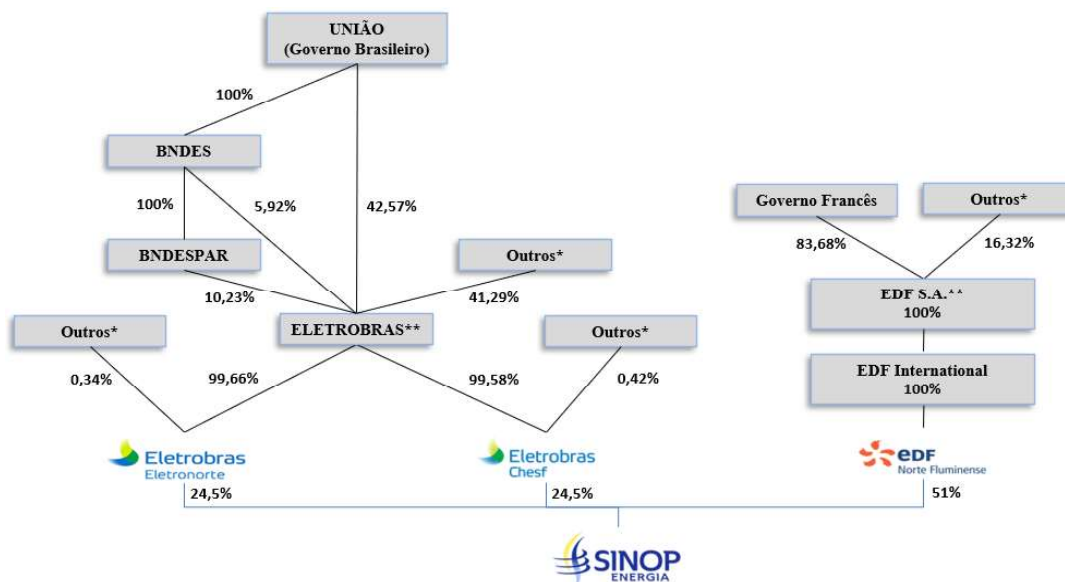 UNIÃO
(Governo Brasileiro)
100%
BNDES
100%
5,92%
42,57%
Governo Francês
Outros*
83,68%
16,32%
BNDESPAR
Outros*
10,23%
41,29%
EDF S.A.**
100%
Outros*
ELETROBRAS**
Outros*
0,34%
99,66%
99,58%
0,42%
EDF International
100%
Eletrobras
Eletronorte
Eletrobras
Chesf
eDF
Norte Fluminense
24,5%
24,5%
51%
SINOP
ENERGIA